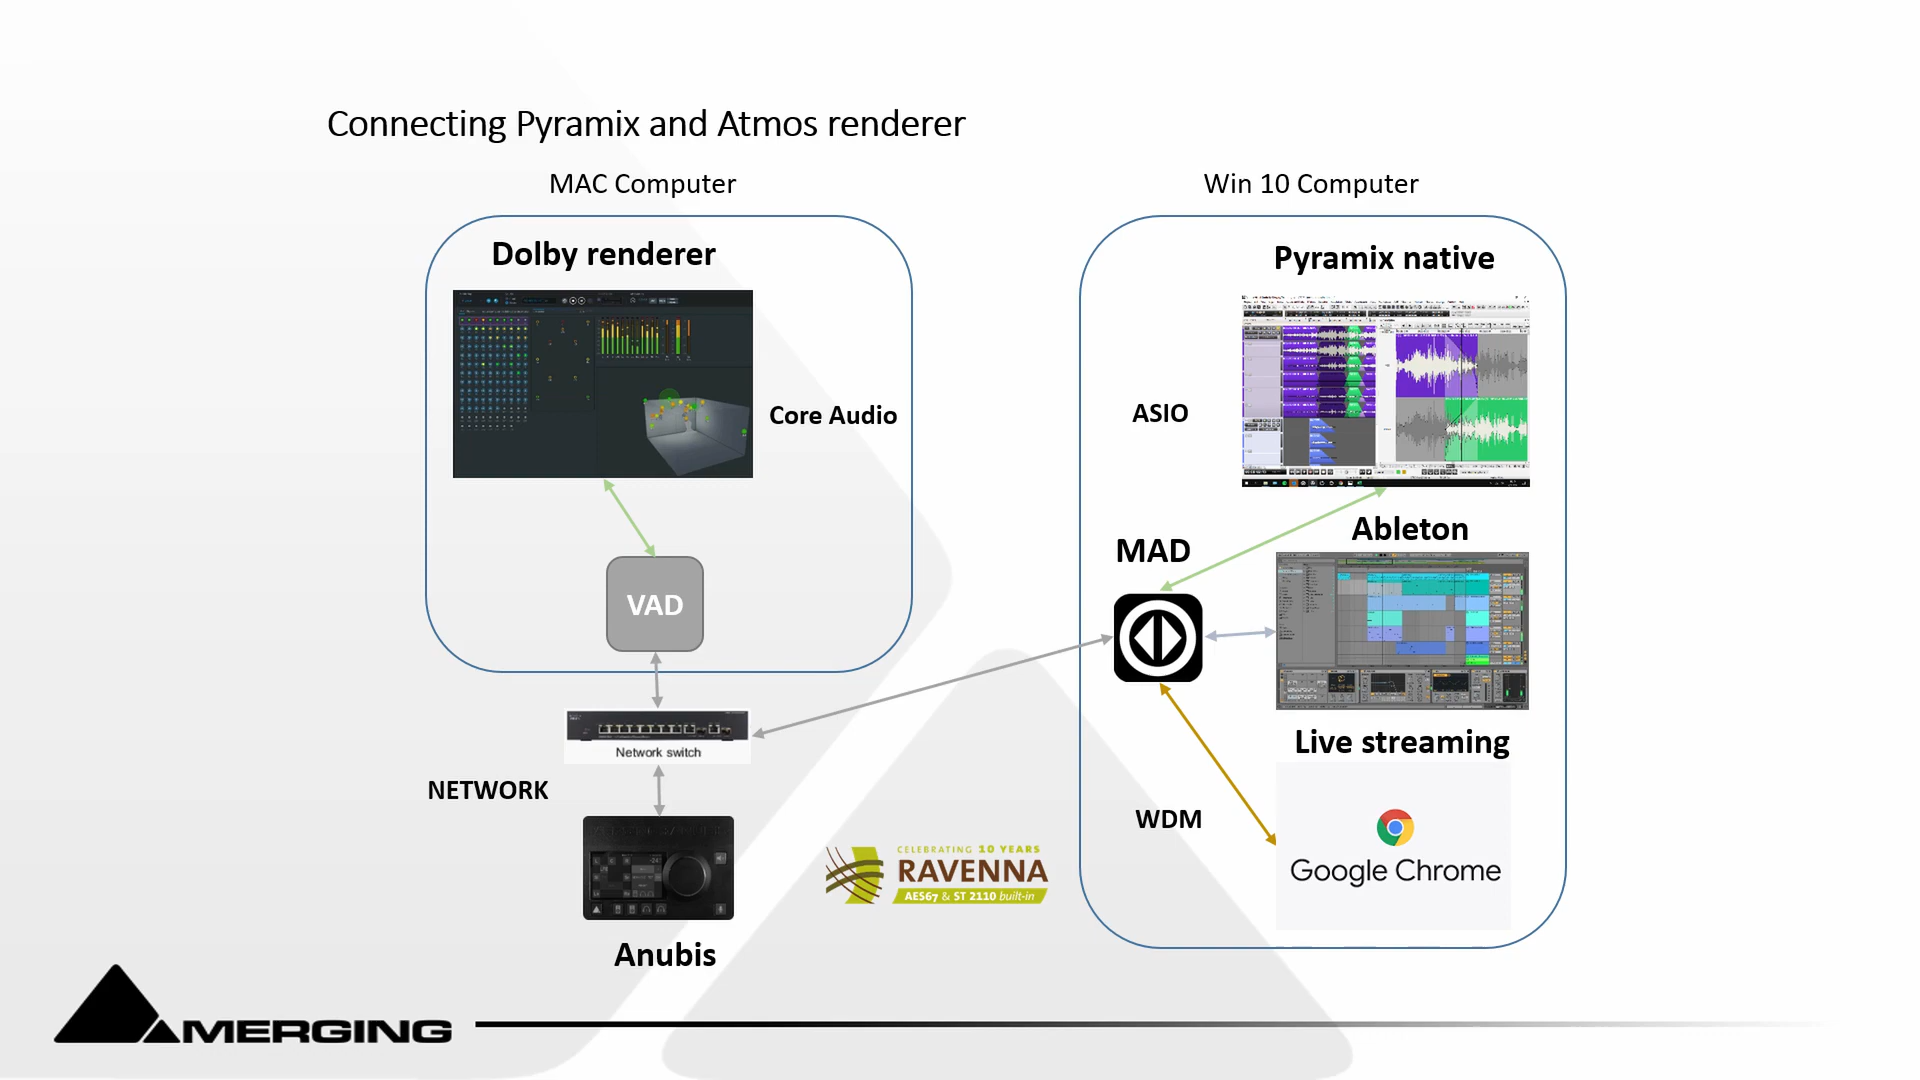 Connecting Pyramix and Atmos renderer
MAC Computer
Win 10 Computer
Dolby renderer
Core Audio
VAD
Network switch
NETWORK
Anubis
Pyramix native
ASIO
MAD
Ableton
Live streaming
WDM
Google Chrome
CELEBRATING 10 YEARS
RAVENNA
AES67 & ST 2110 built-in
MERGING